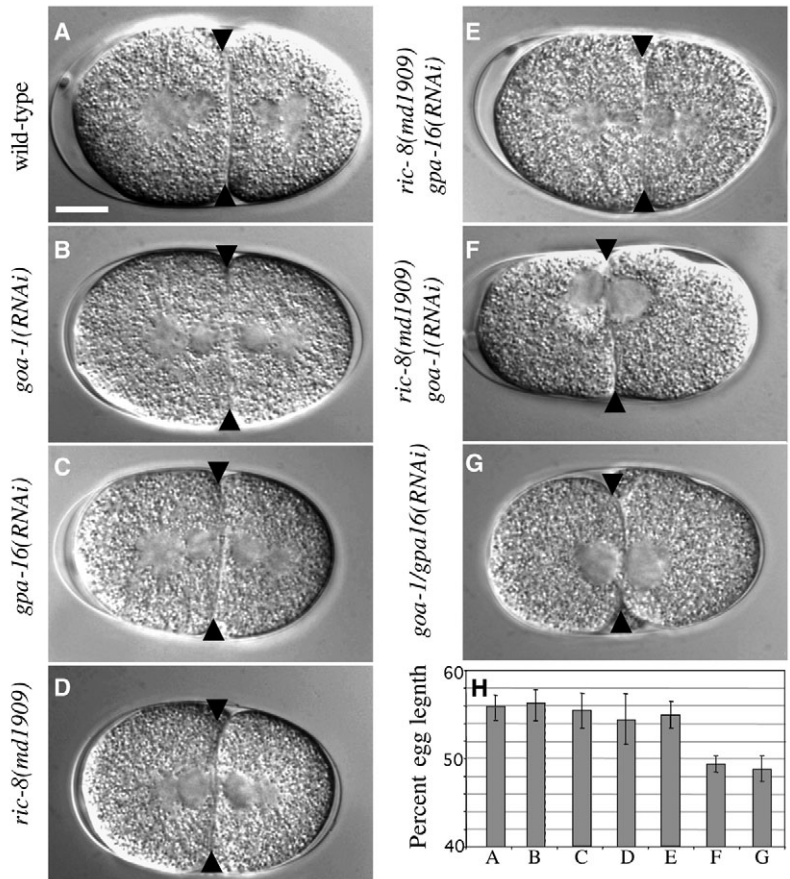 A
wild-type
B
goa-1(RNAi)
C
gpa-16(RNAi)
D
ric-8(md1909)
E
ric- 8(md1909)
gpa-16(RNAi)
F
ric-8(md1909)
goa-1(RNAi)
G
goa-1/gpa16(RNAi)
H
Percent egg legnth
60
50
40
A B C D E F G